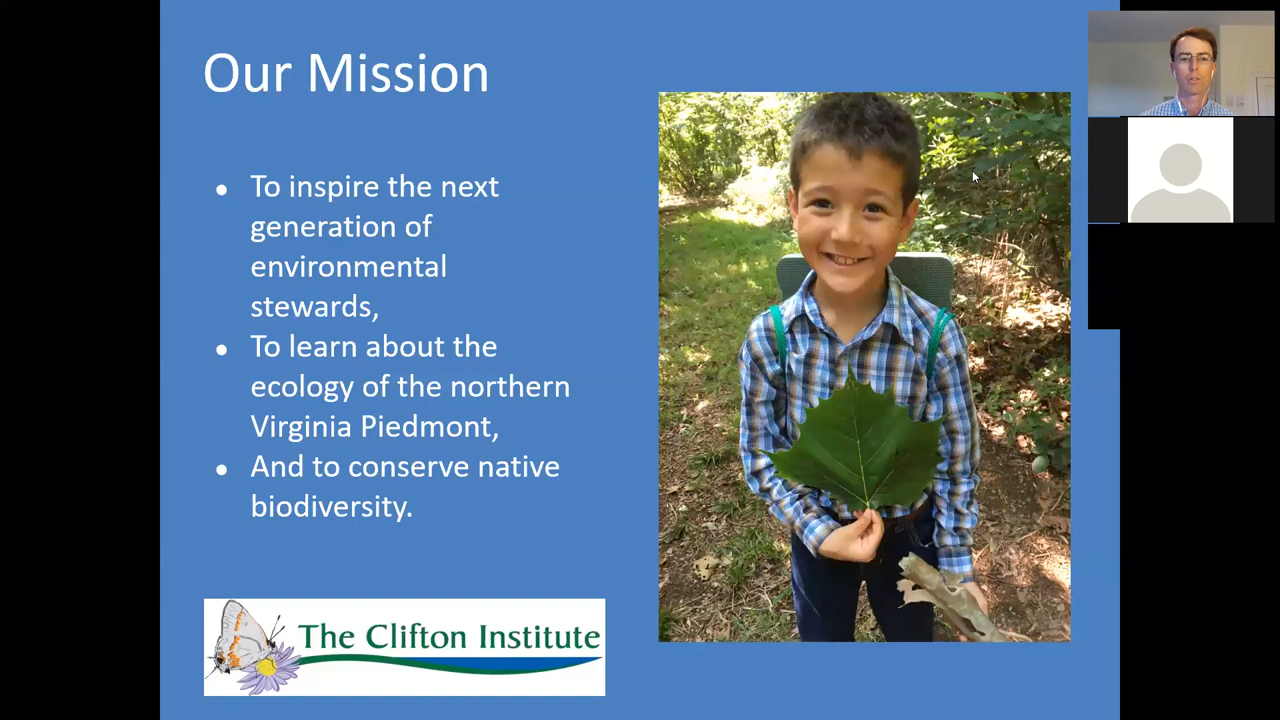 Our Mission
● To inspire the next
generation of
environmental
stewards,
● To learn about the
ecology of the northern
Virginia Piedmont,
● And to conserve native
biodiversity.
The Clifton Institute